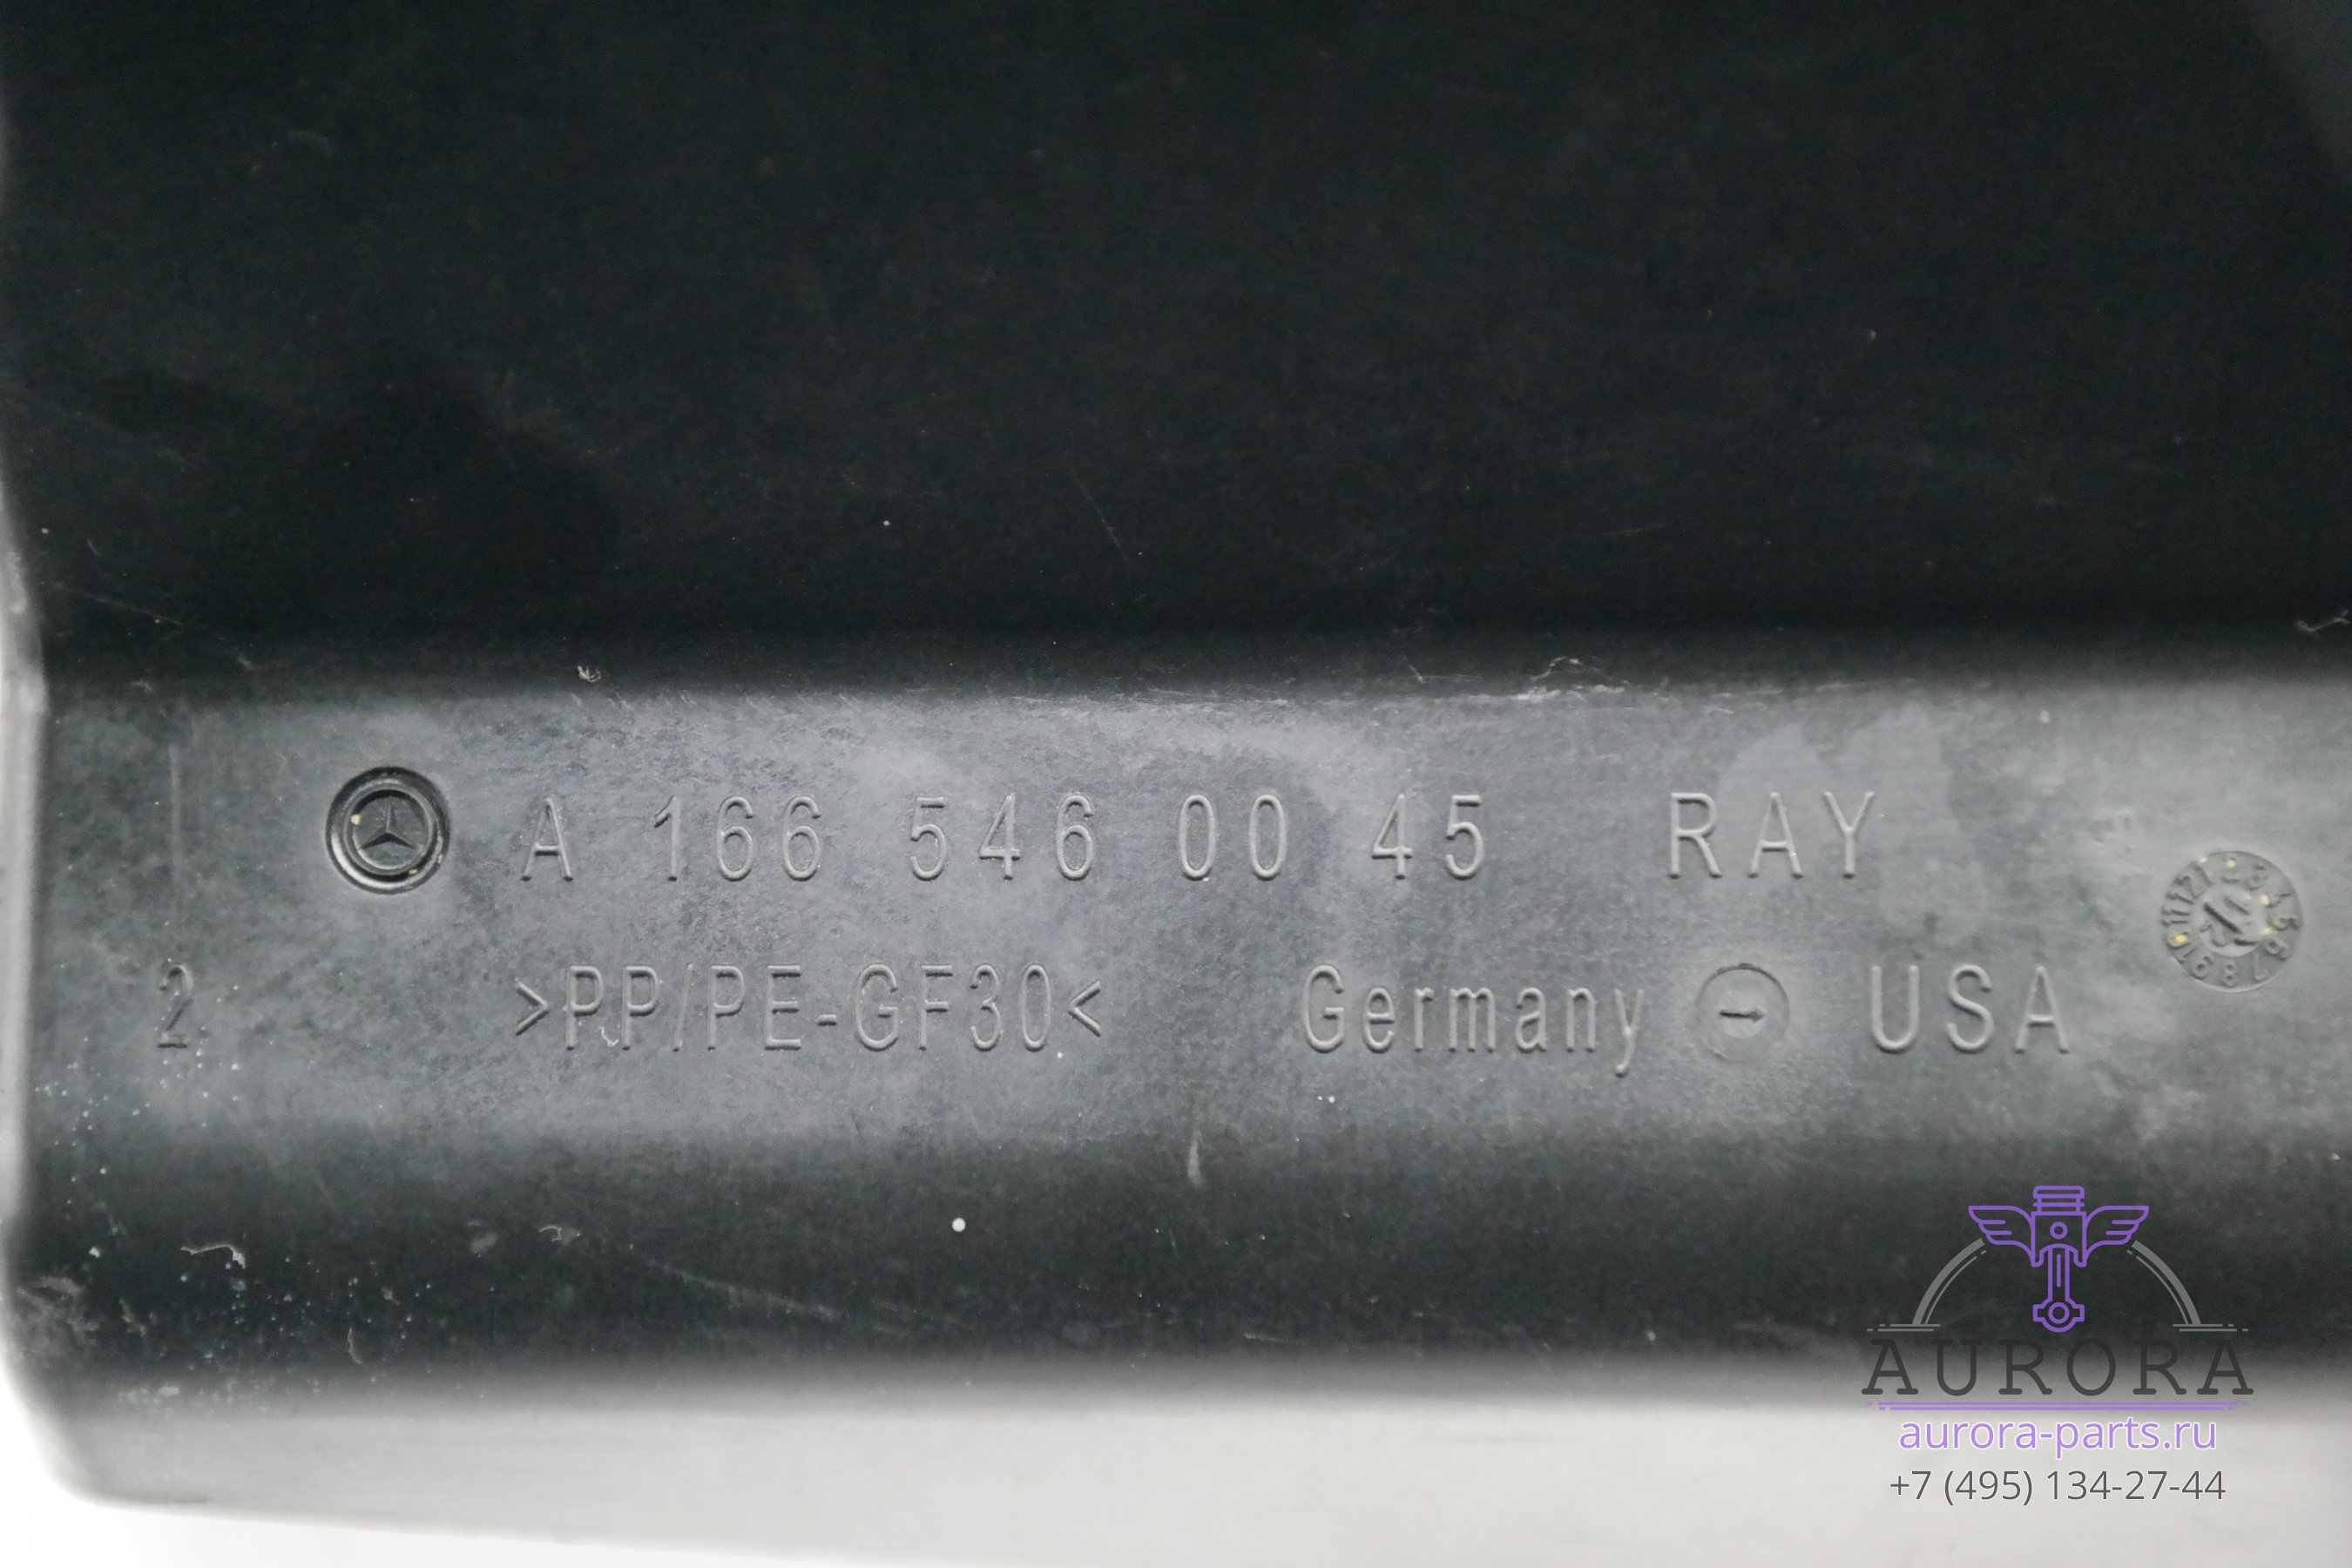 A 166 546 00 45 RAY
2 >PP/PE-GF30< Germany USA
AURORA
aurora-parts.ru
+7 (495) 134-27-44